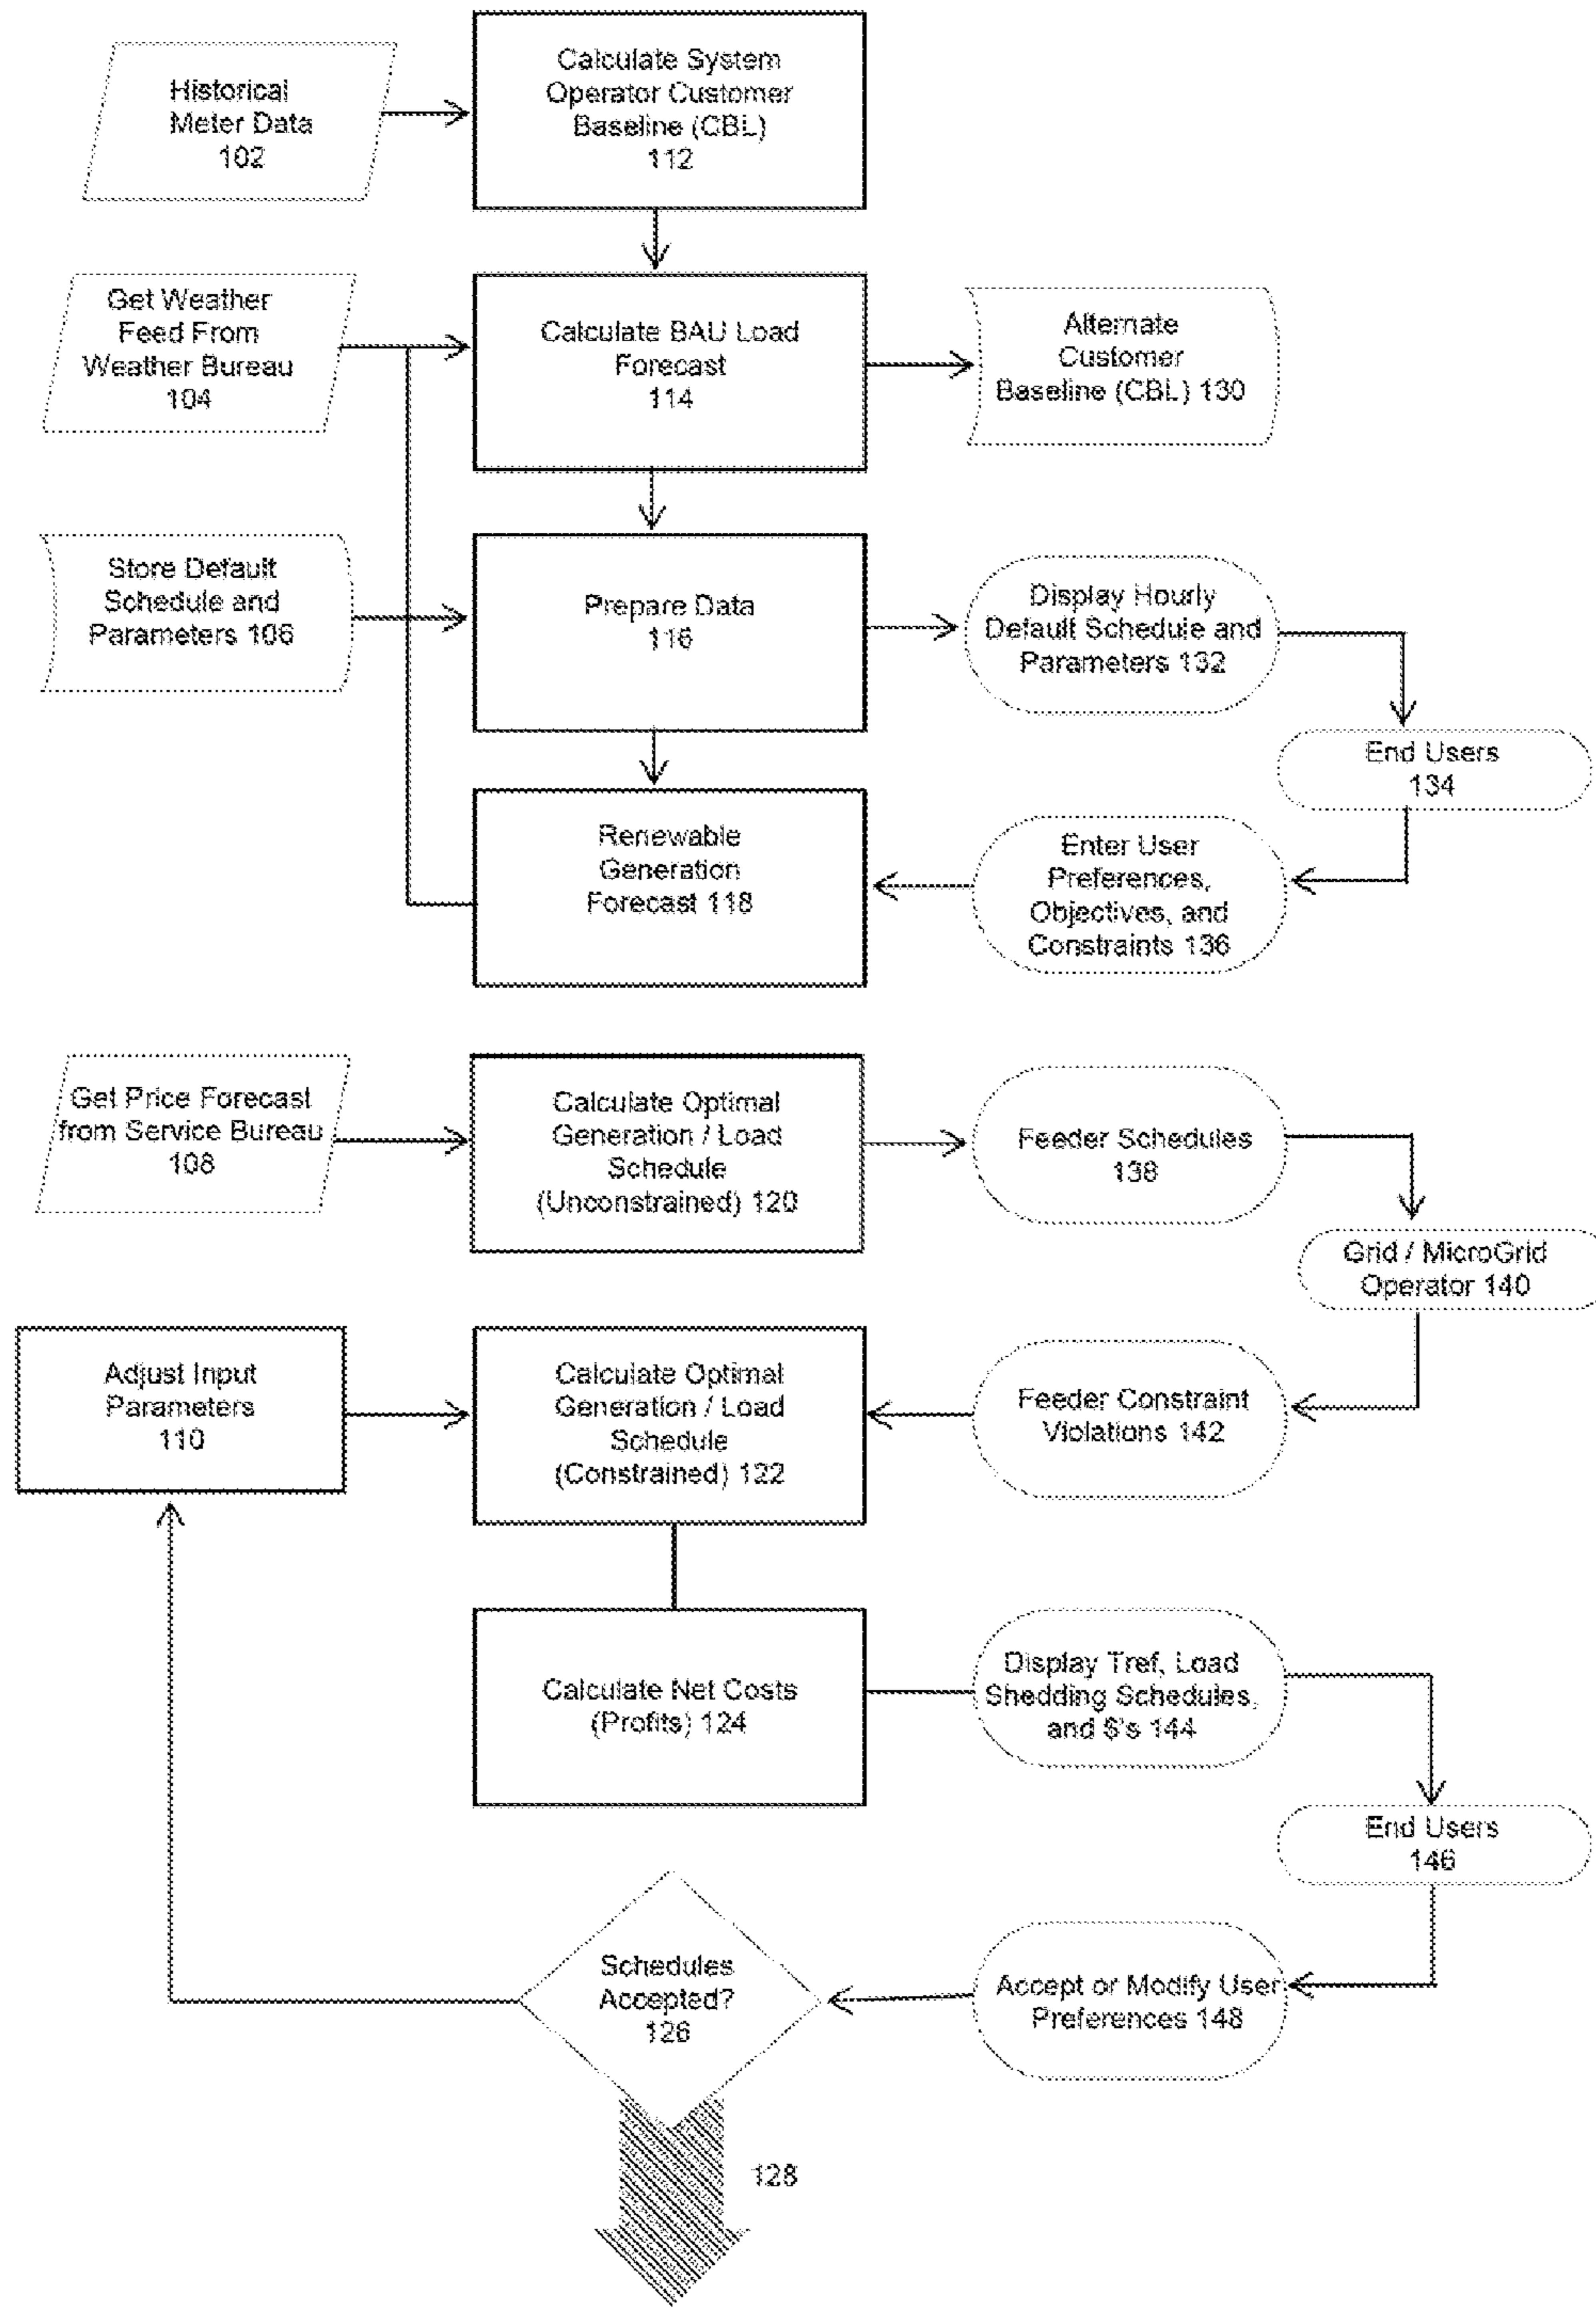 Historical
Meter Data
102
Calculate System
Operator Customer
Baseline (CBL)
112
Get Weather
Feed From
Weather Bureau
104
Calculate BAU Load
Forecast
114
Alternate
Customer
Baseline (CBL) 130
Store Default
Schedule and
Parameters 106
Prepare Data
116
Display Hourly
Default Schedule and
Parameters 132
End Users
134
Renewable
Generation
Forecast 118
Enter User
Preferences,
Objectives, and
Constraints 136
Get Price Forecast
from Service Bureau
108
Calculate Optimal
Generation / Load
Schedule
(Unconstrained) 120
Feeder Schedules
138
Grid / MicroGrid
Operator 140
Adjust Input
Parameters
110
Calculate Optimal
Generation / Load
Schedule
(Constrained) 122
Feeder Constraint
Violations 142
Calculate Net Costs
(Profits) 124
Display Tref, Load
Shedding Schedules,
and $'s 144
End Users
146
Schedules
Accepted?
126
Accept or Modify User
Preferences 148
128